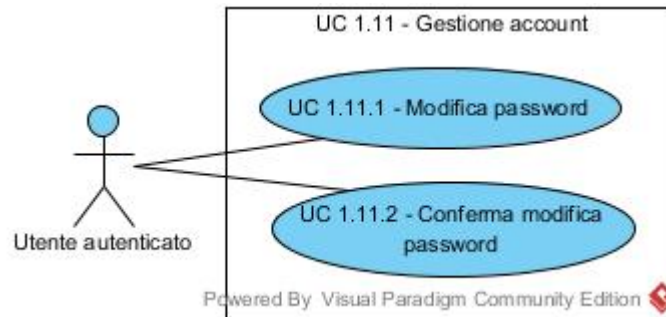 UC 1.11 - Gestione account
UC 1.11.1 - Modifica password
UC 1.11.2 - Conferma modifica
password
Utente autenticato
Powered By Visual Paradigm Community Edition